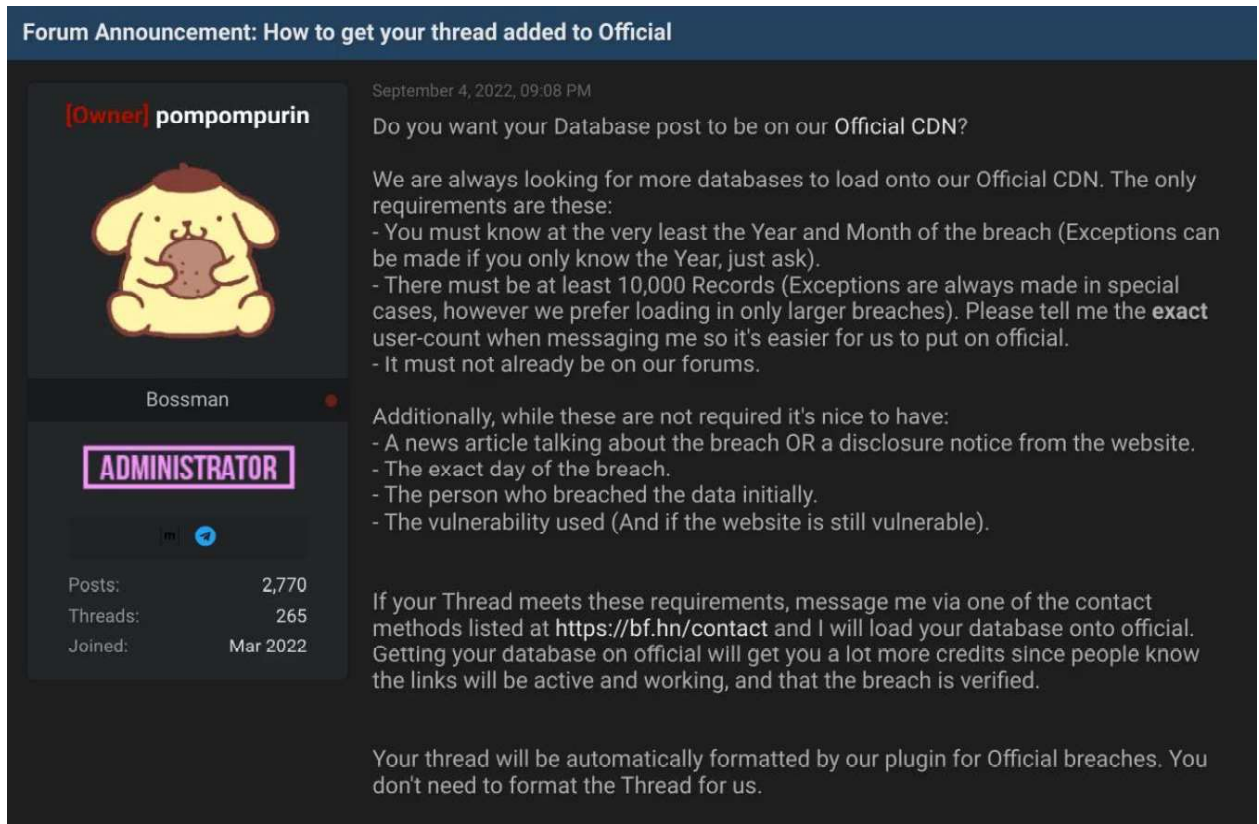 Forum Announcement: How to get your thread added to Official
[Owner] pompompurin
Bossman
ADMINISTRATOR
m
Posts: 2,770
Threads: 265
Joined: Mar 2022
September 4, 2022, 09:08 PM
Do you want your Database post to be on our Official CDN?
We are always looking for more databases to load onto our Official CDN. The only
requirements are these:
- You must know at the very least the Year and Month of the breach (Exceptions can
be made if you only know the Year, just ask).
- There must be at least 10,000 Records (Exceptions are always made in special
cases, however we prefer loading in only larger breaches). Please tell me the exact
user-count when messaging me so it's easier for us to put on official.
- It must not already be on our forums.
Additionally, while these are not required it's nice to have:
- A news article talking about the breach OR a disclosure notice from the website.
- The exact day of the breach.
- The person who breached the data initially.
- The vulnerability used (And if the website is still vulnerable).
If your Thread meets these requirements, message me via one of the contact
methods listed at https://bf.hn/contact and I will load your database onto official.
Getting your database on official will get you a lot more credits since people know
the links will be active and working, and that the breach is verified.
Your thread will be automatically formatted by our plugin for Official breaches. You
don't need to format the Thread for us.